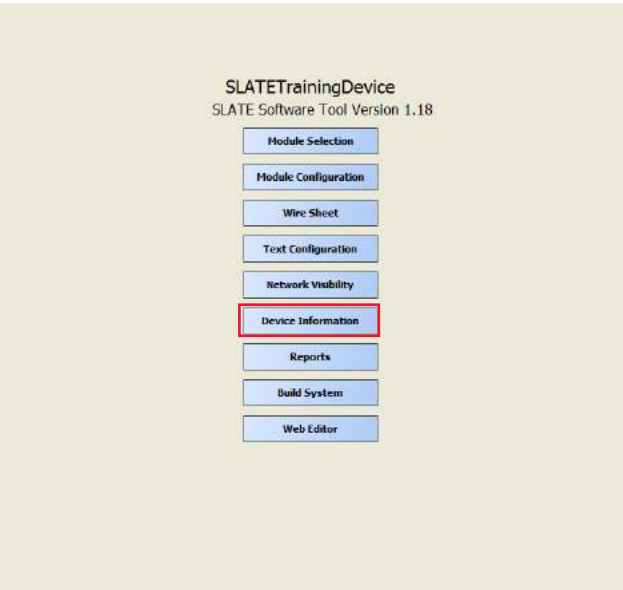 SLATETrainingDevice
SLATE Software Tool Version 1.18
Module Selection
Module Configuration
Wire Sheet
Text Configuration
Network Visibility
Device Information
Reports
Build System
Web Editor